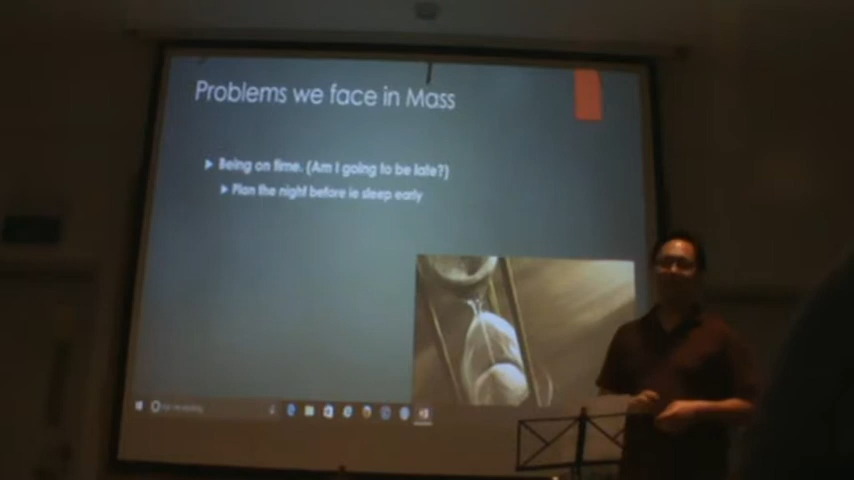 Problems we face in Mass
Being on time. (Am I going to be late?)
Plan the night before ie sleep early